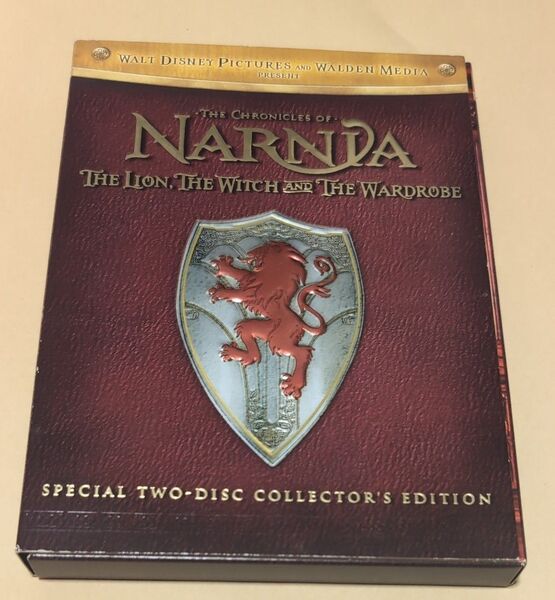 WALT DISNEY PICTURES AND WALDEN MEDIA
PRESENT
·THE CHRONICLES OF·
NARNIA
THE LION, THE WITCH AND THE WARDROBE
SPECIAL TWO-DISC COLLECTOR'S EDITION